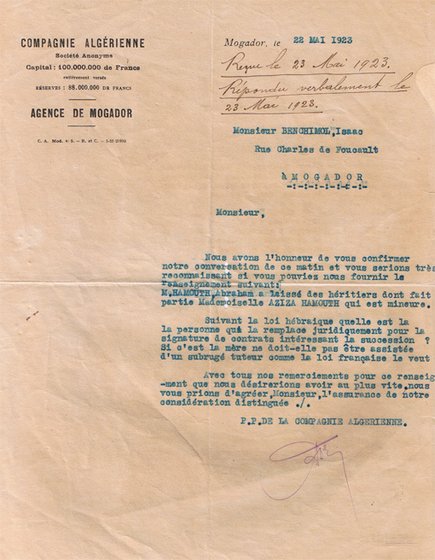 COMPAGNIE ALGÉRIENNE
Société Anonyme
Capital : 100.000.000 de Francs
entièrement versés
RÉSERVES : 88.000.000 DE FRANCS
AGENCE DE MOGADOR
C. A. Mod. 4 S. - R. et C. -
Mogador, le 22 MAI 1923
Reçue le 23 Mai 1923.
Répondu verbalement le
23 Mai 1923.
Monsieur BENCHIMOL, Isaac
Rue Charles de Foucault
à MOGADOR
-:-:-:-:-:-:-
Monsieur,
Nous avons l'honneur de vous confirmer
notre conversation de ce matin et vous serions très
reconnaissant si vous pouviez nous fournir le
renseignement suivant:
M.HAMOUTH,Abraham a laissé des héritiers dont fait
partie Mademoiselle AZIZA HAMOUTH qui est mineure.
Suivant la loi hébraique quelle est la
la personne qui la remplace juridiquement pour la
signature de contrats intéressant la succession ?
Si c'est la mère ne doit-elle pas être assistée
d'un subrugé tuteur comme la loi française le veut
Avec tous nos remerciements pour ce renseig
-ment que nous désirerions avoir au plus vite,nous
vous prions d'agréer,Monsieur,l'assurance de notre
considération distinguée ./.
P.P.DE LA COMPAGNIE ALGERIENNE.